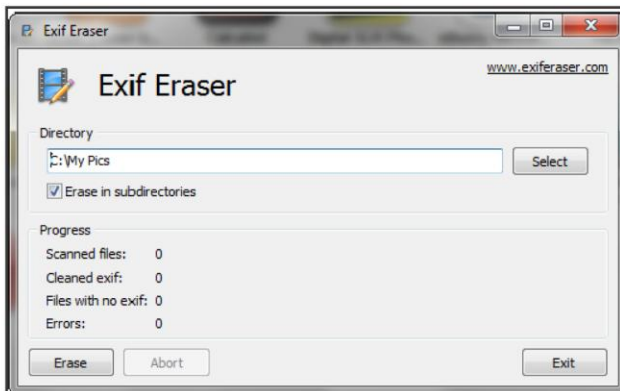 Exif Eraser
www.exiferaser.com
Exif Eraser
Directory
C:\My Pics
Select
Erase in subdirectories
Progress
Scanned files: 0
Cleaned exif: 0
Files with no exif: 0
Errors: 0
Erase
Abort
Exit